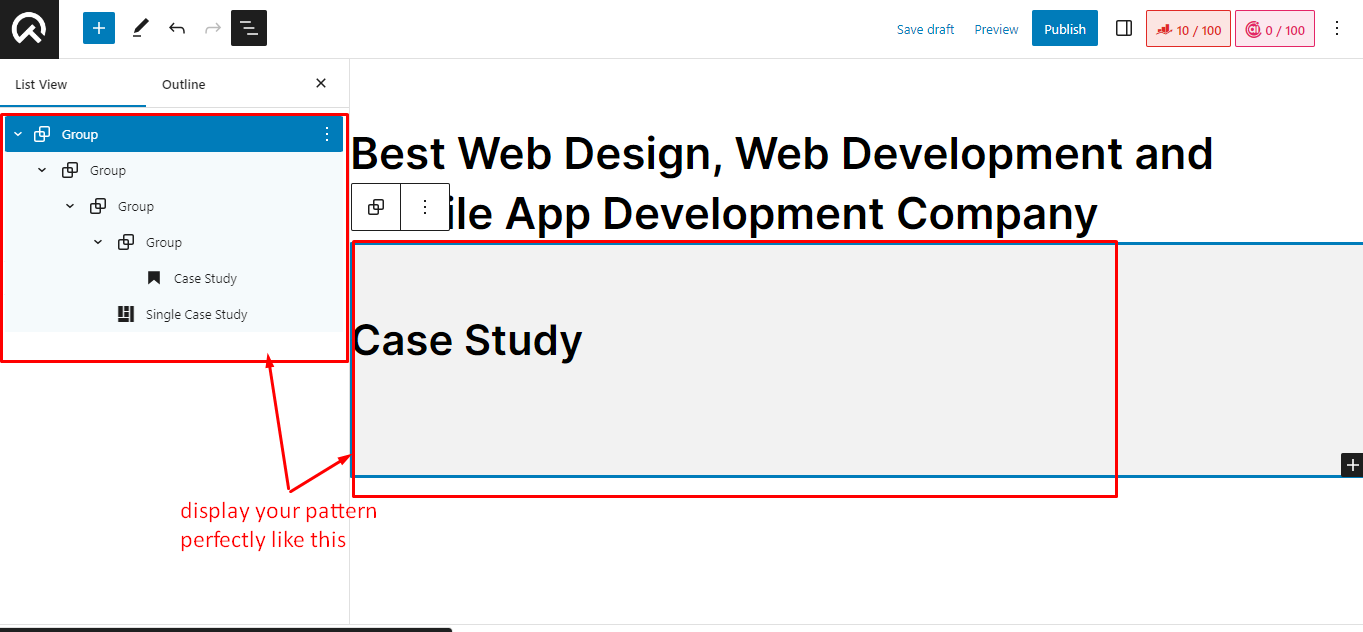 Save draft
Preview
Publish
10 / 100
0 / 100
List View
Outline
Group
Group
Group
Group
Case Study
Single Case Study
Best Web Design, Web Development and
ile App Development Company
Case Study
display your pattern
perfectly like this